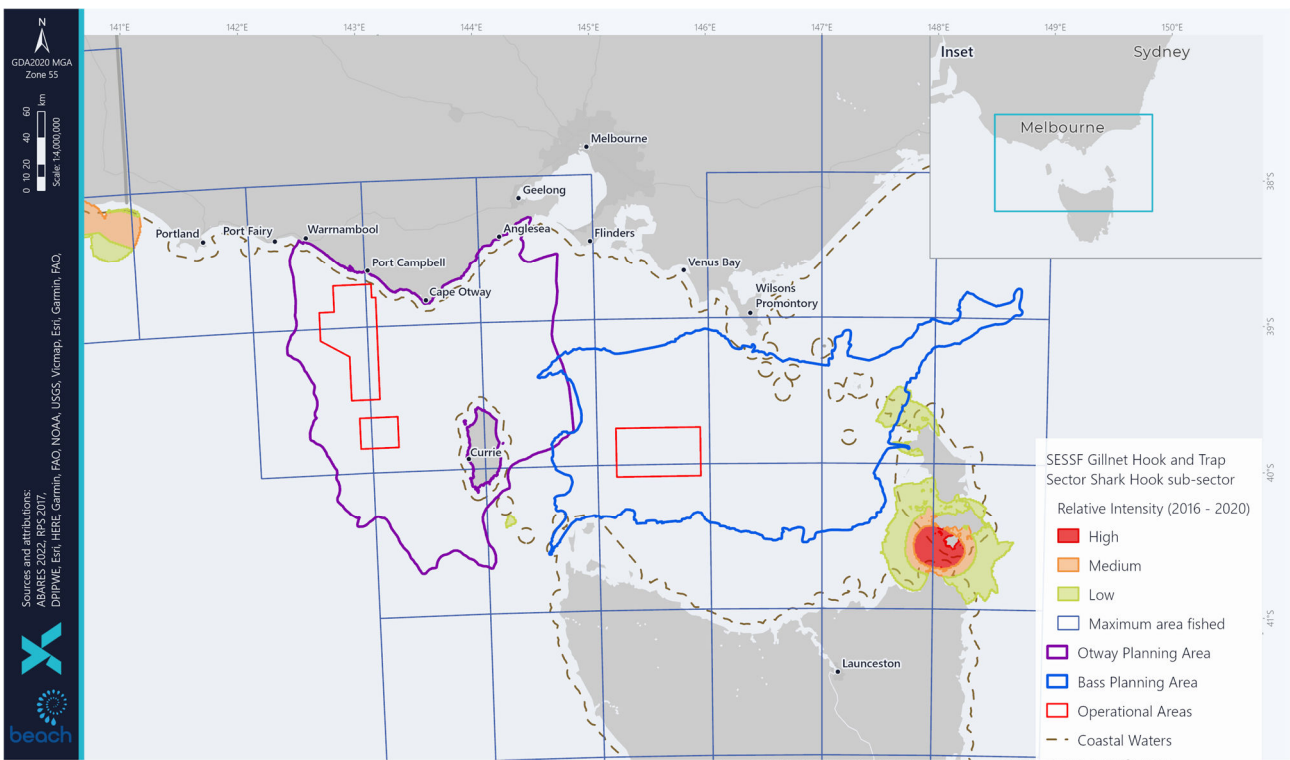 141°E
142°E
143°E
144°E
145°E
146°E
147°E
148°E
149°E
150°E
N
GDA2020 MGA
Zone 55
0 10 20 40 60
km
Scale: 1:4,000,000
Sources and attributions:
ABARES 2022, RPS 2017,
DPIPWE, Esri, HERE, Garmin, FAO, NOAA, USGS, Vicmap, Esri, Garmin, FAO,
beach
Inset
Sydney
Melbourne
38°S
39°S
40°S
41°S
Melbourne
Geelong
Portland
Port Fairy
Warrnambool
Anglesea
Flinders
Port Campbell
Cape Otway
Venus Bay
Wilsons
Promontory
Currie
Launceston
SESSF Gillnet Hook and Trap
Sector Shark Hook sub-sector
Relative Intensity (2016 - 2020)
High
Medium
Low
Maximum area fished
Otway Planning Area
Bass Planning Area
Operational Areas
Coastal Waters